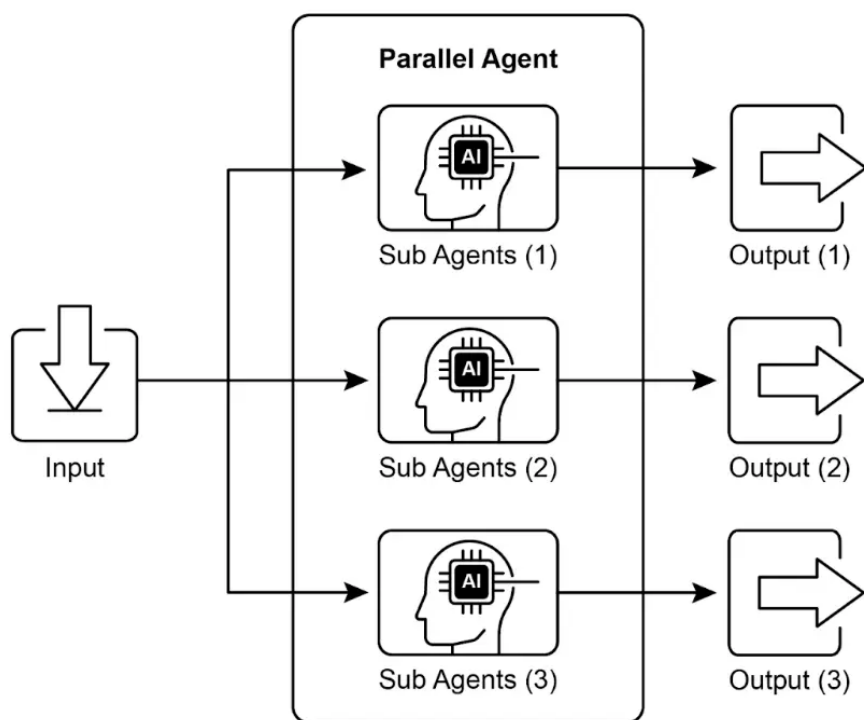 Parallel Agent
AI
Sub Agents (1)
Output (1)
AI
Input
Sub Agents (2)
Output (2)
AI
Sub Agents (3)
Output (3)